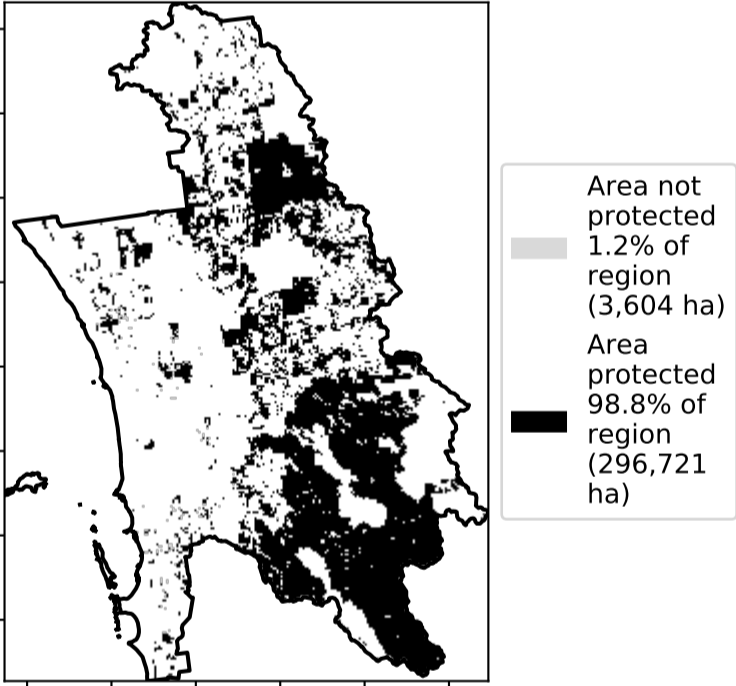 Area not
protected
1.2% of
region
(3,604 ha)
Area
protected
98.8% of
region
(296,721
ha)